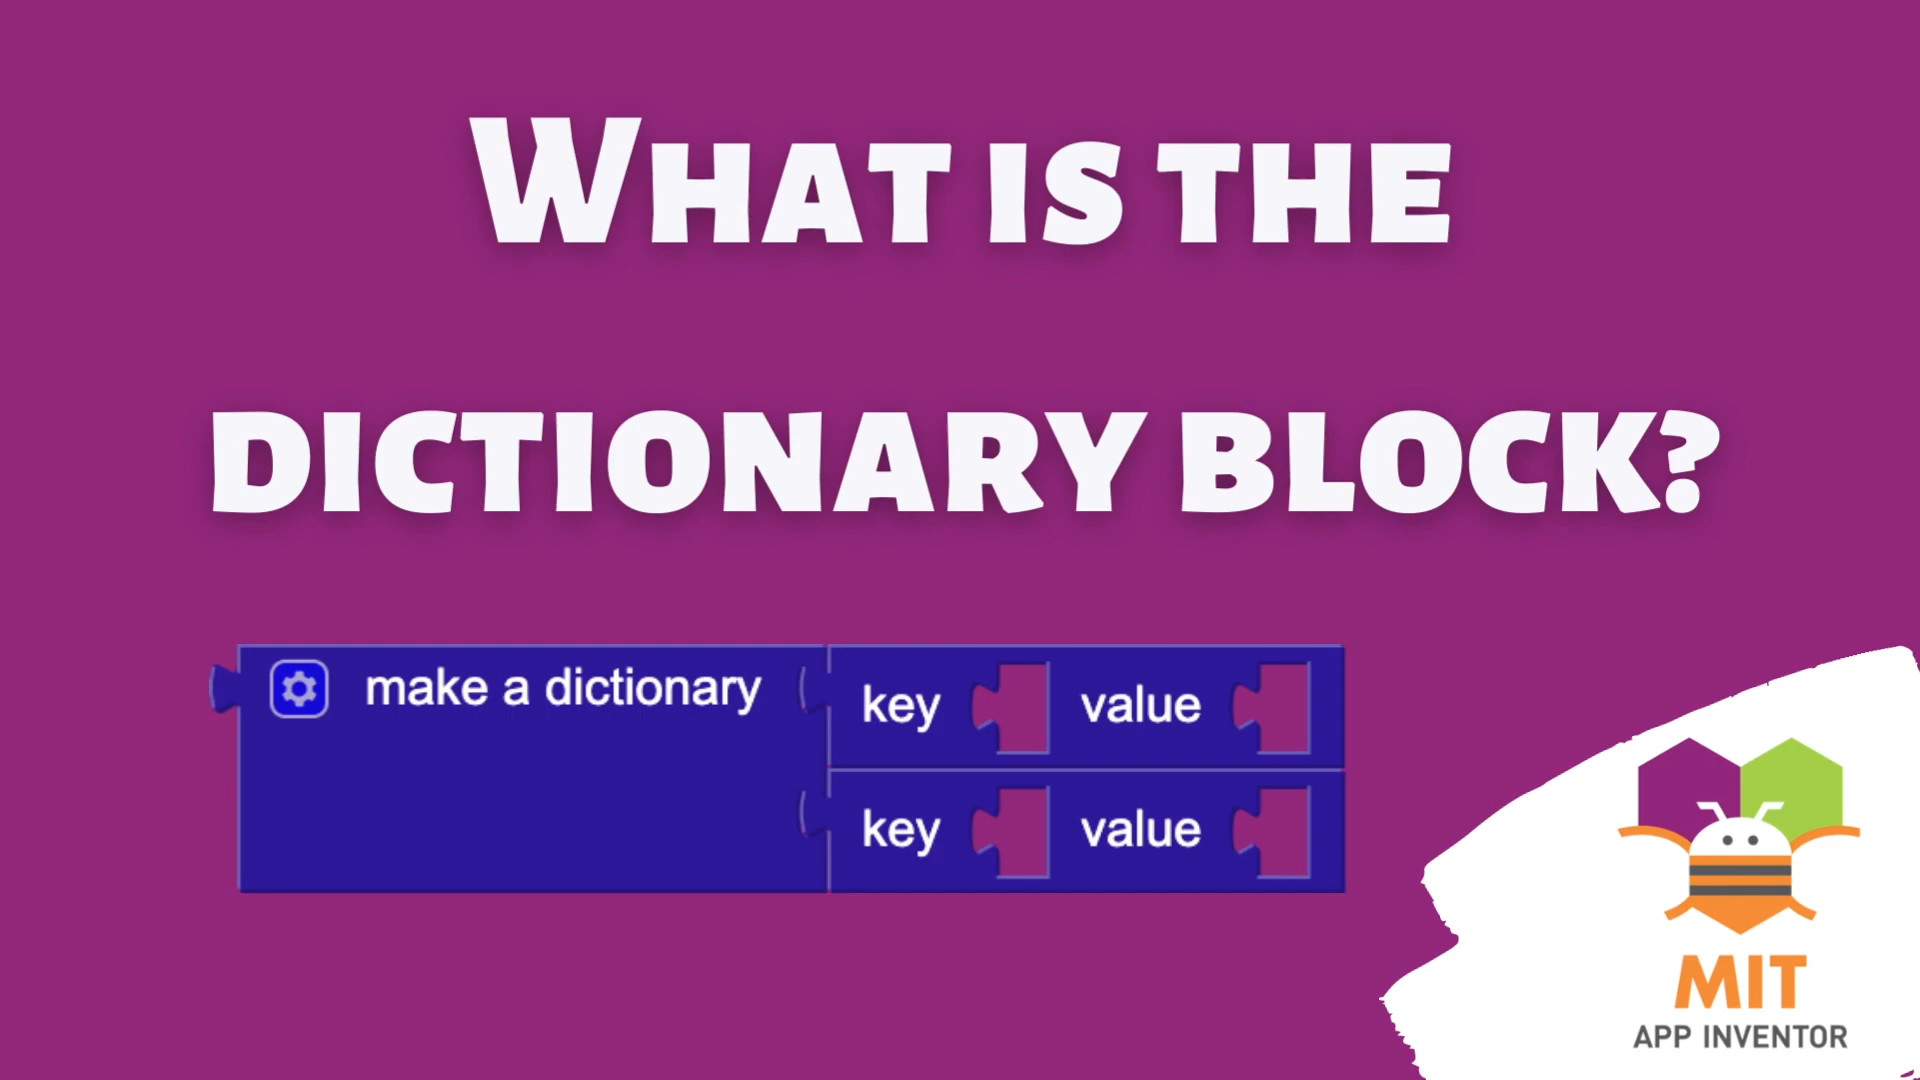 WHAT IS THE
DICTIONARY BLOCK?
make a dictionary key value
key value
MIT
APP INVENTOR